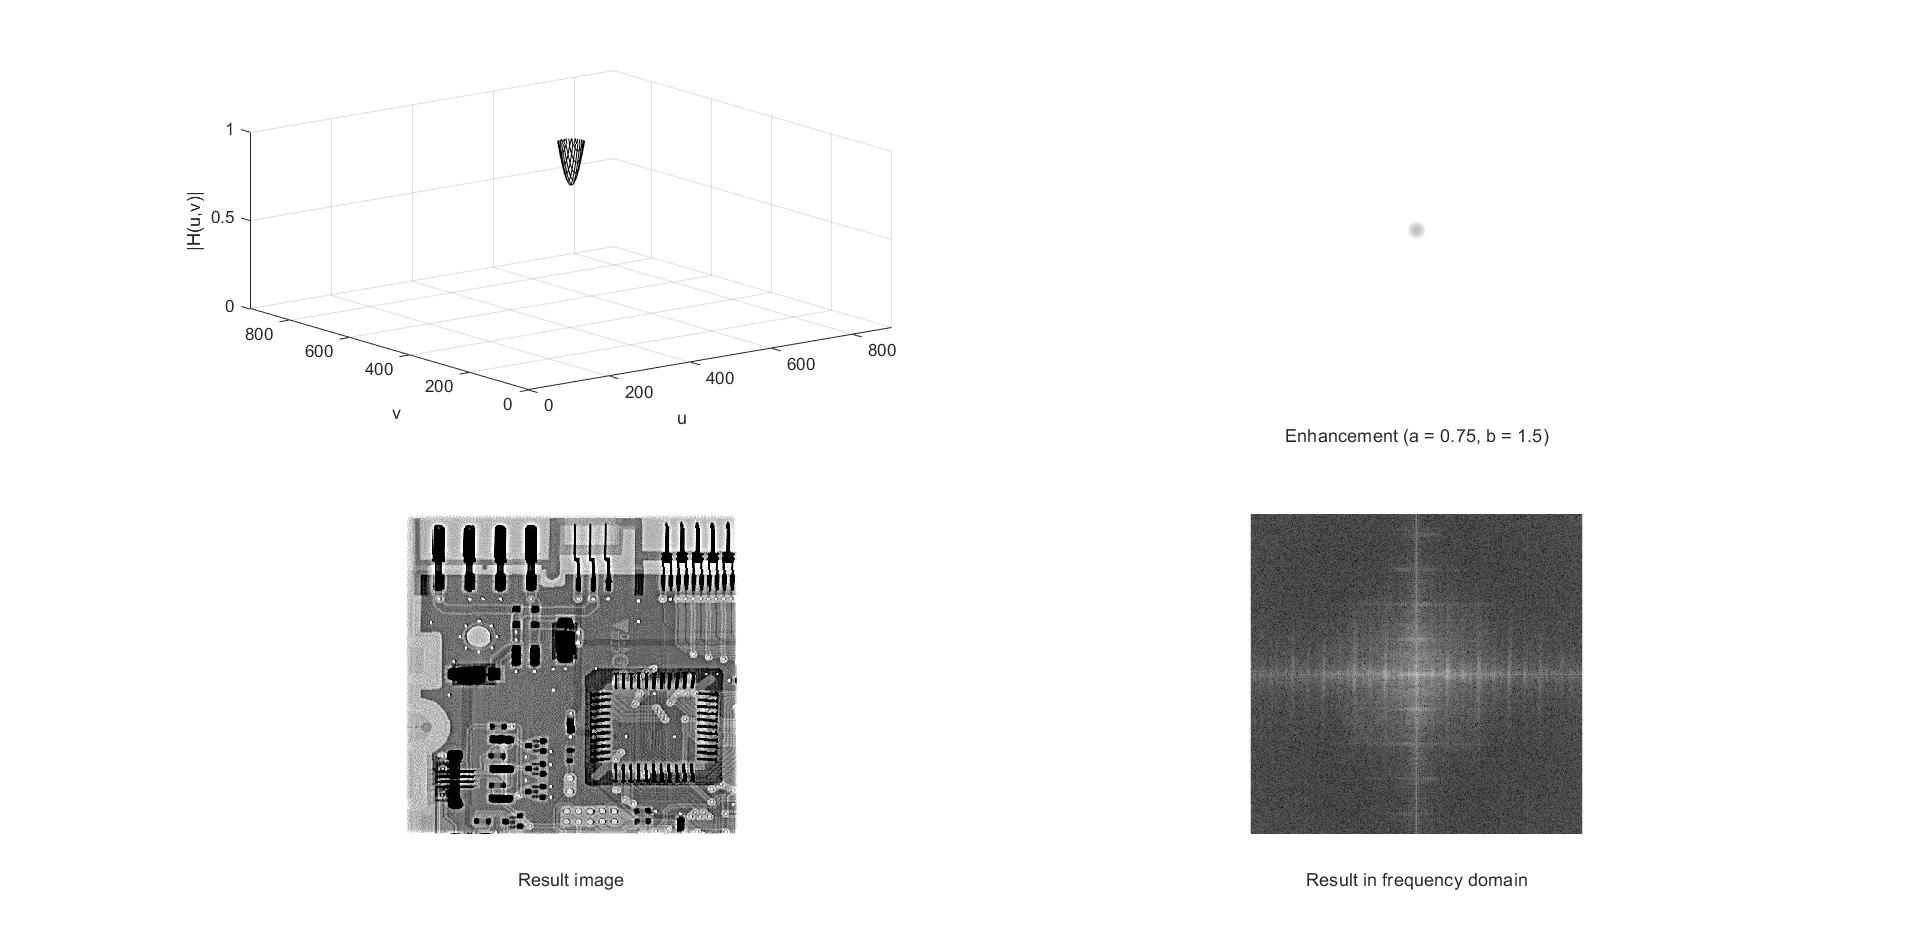 1
0.5
0
|H(u,v)|
800
600
400
200
0
v
0
200
400
600
800
u
Enhancement (a = 0.75, b = 1.5)
Result image
Result in frequency domain